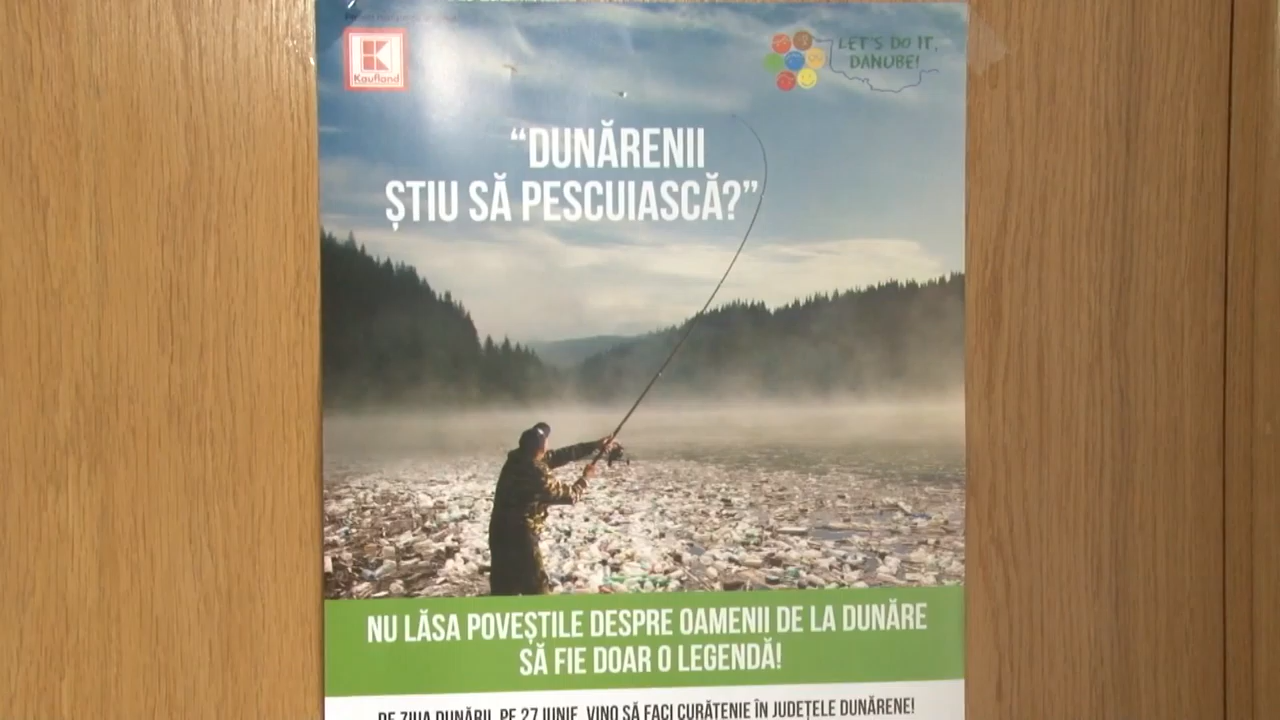 Kaufland
LET'S DO IT,
DANUBE!
“DUNĂRENII
ȘTIU SĂ PESCUIASCĂ?”
NU LĂSA POVEȘTILE DESPRE OAMENII DE LA DUNĂRE
SĂ FIE DOAR O LEGENDĂ!
DE ZIUA DUNĂRII, PE 27 IUNIE, VINO SĂ FACI CURĂȚENIE ÎN JUDEȚELE DUNĂRENE!